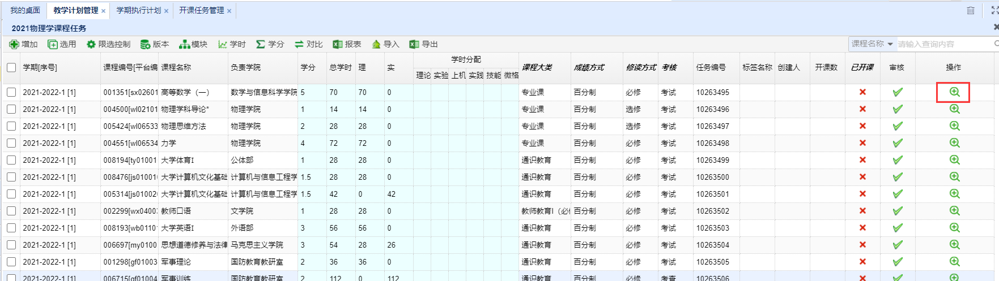 我的桌面 教学计划管理 × 学期执行计划 × 开课任务管理 ×
2021物理学课程任务
增加 选用 限选控制 版本 模块 学时 学分 对比 报表 导入 导出 课程名称 请输入查询内容
学时分配
学期[序号] 课程编号[平台编 课程名称 负责学院 学分 总学时 理 实 课程大类 成绩方式 修读方式 考核 任务编号 标签名称 创建人 开课数 已开课 审核 操作
理论 实验 上机 实践 技能 微格
2021-2022-1 [1] 001351[sx02601 高等数学（一） 数学与信息科学学院 5 70 70 0 专业课 百分制 必修 考试 10263495
2021-2022-1 [1] 004500[wl02101 物理学科导论* 物理学院 1 14 14 0 专业课 百分制 选修 考试 10263496
2021-2022-1 [1] 005424[wl06533 物理思维方法 物理学院 2 28 28 0 专业课 百分制 选修 考试 10263497
2021-2022-1 [1] 004551[wl06534 力学 物理学院 4 72 72 0 专业课 百分制 必修 考试 10263498
2021-2022-1 [1] 008194[ty01001 大学体育I 公体部 1 28 28 0 通识教育 百分制 必修 考试 10263499
2021-2022-1 [1] 008476[js010010 大学计算机文化基础 计算机与信息工程学 1.5 28 28 0 通识教育 百分制 必修 考试 10263500
2021-2022-1 [1] 005314[js010020 大学计算机文化基础 计算机与信息工程学 1.5 42 0 42 通识教育 百分制 必修 考试 10263501
2021-2022-1 [1] 002299[wx04003 教师口语 文学院 1 28 28 0 教师教育I（必修 百分制 必修 考试 10263502
2021-2022-1 [1] 008193[wb01101 大学英语I 外语部 3 56 56 0 通识教育 百分制 必修 考试 10263503
2021-2022-1 [1] 006697[my01001 思想道德修养与法律 马克思主义学院 3 54 28 26 通识教育 百分制 必修 考试 10263504
2021-2022-1 [1] 001298[gf01003 军事理论 国防教育教研室 2 36 36 0 通识教育 百分制 必修 考试 10263505
2021-2022-1 [1] 006715[gf01004 军事训练 国防教育教研室 2 112 0 112 通识教育 百分制 必修 考查 10263506